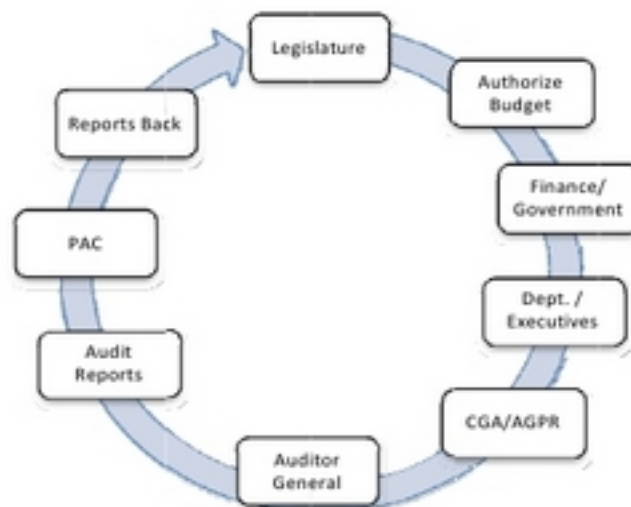 Legislature
Authorize
Budget
Finance/
Government
Dept. /
Executives
CGA/AGPR
Auditor
General
Audit
Reports
PAC
Reports Back